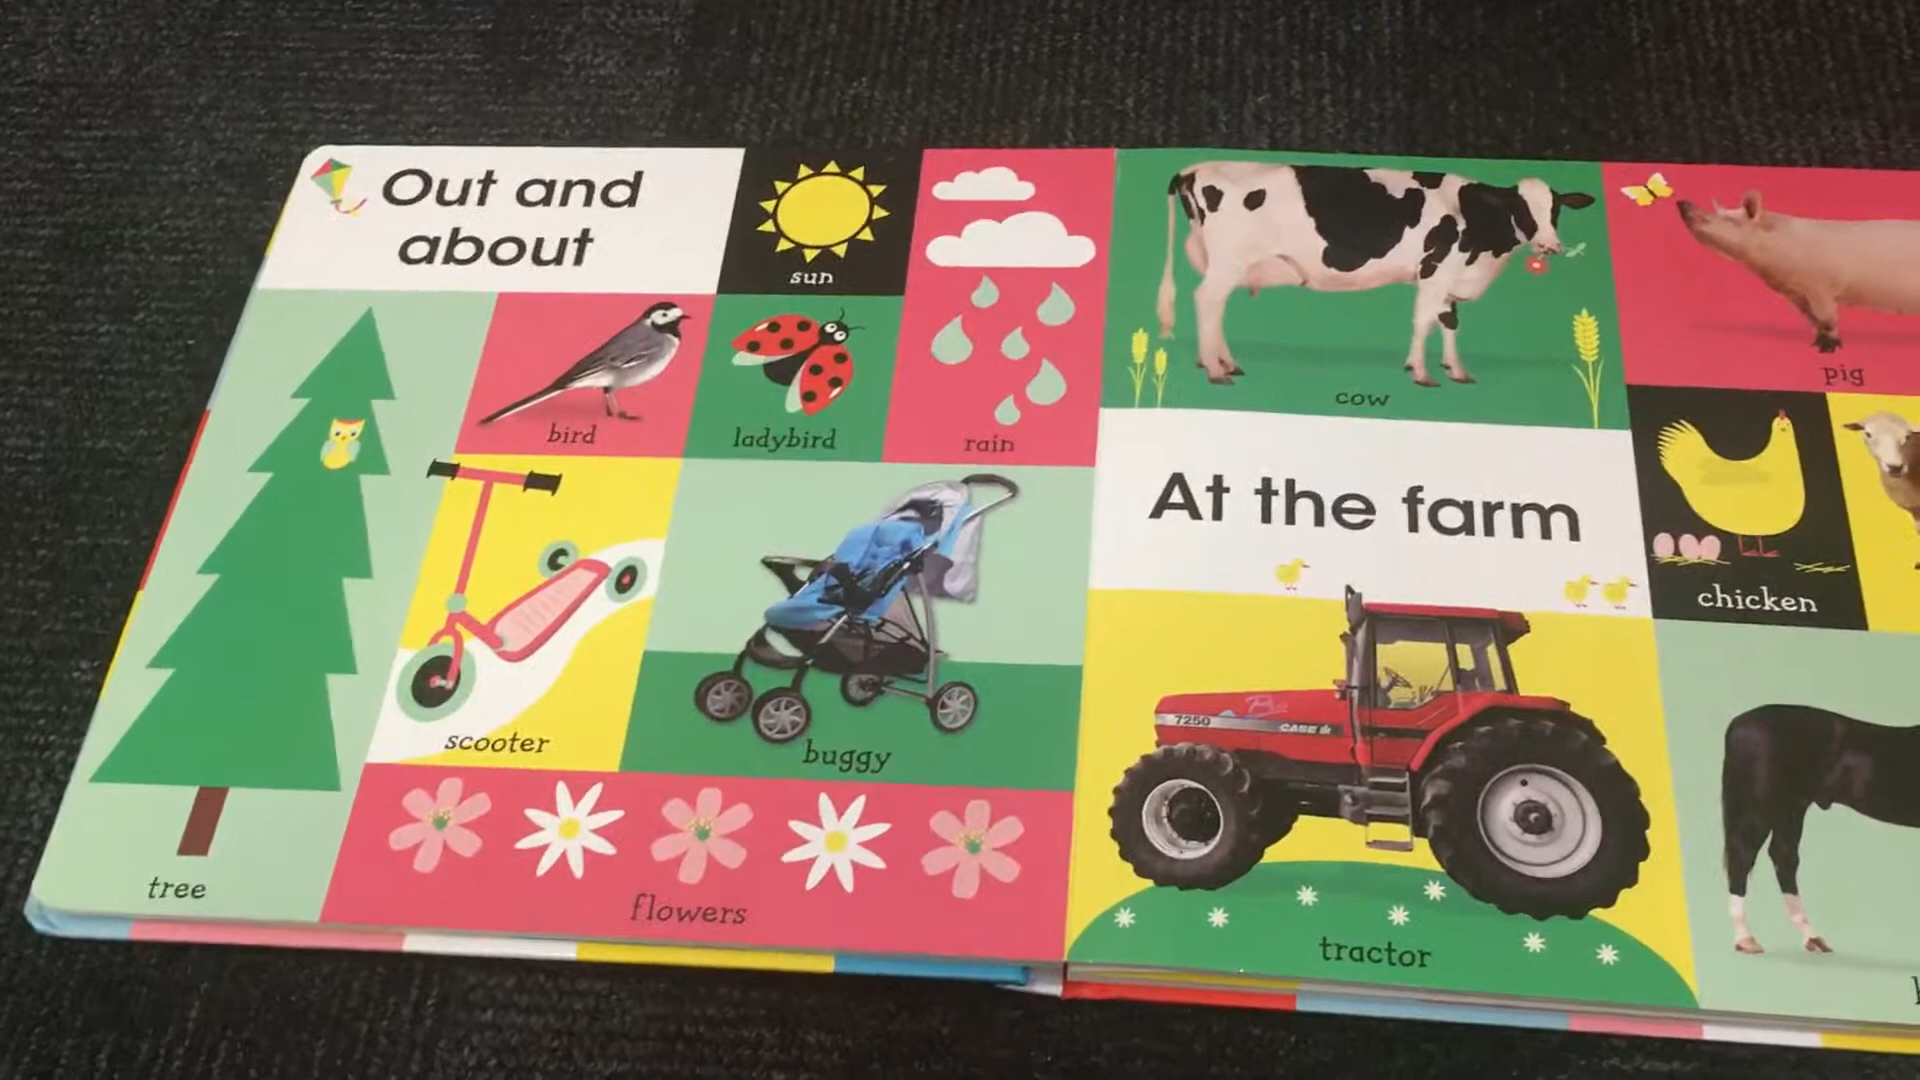 Out and
about
sun
bird
ladybird
rain
scooter
buggy
tree
flowers
cow
pig
At the farm
chicken
7250
CASE IH
tractor